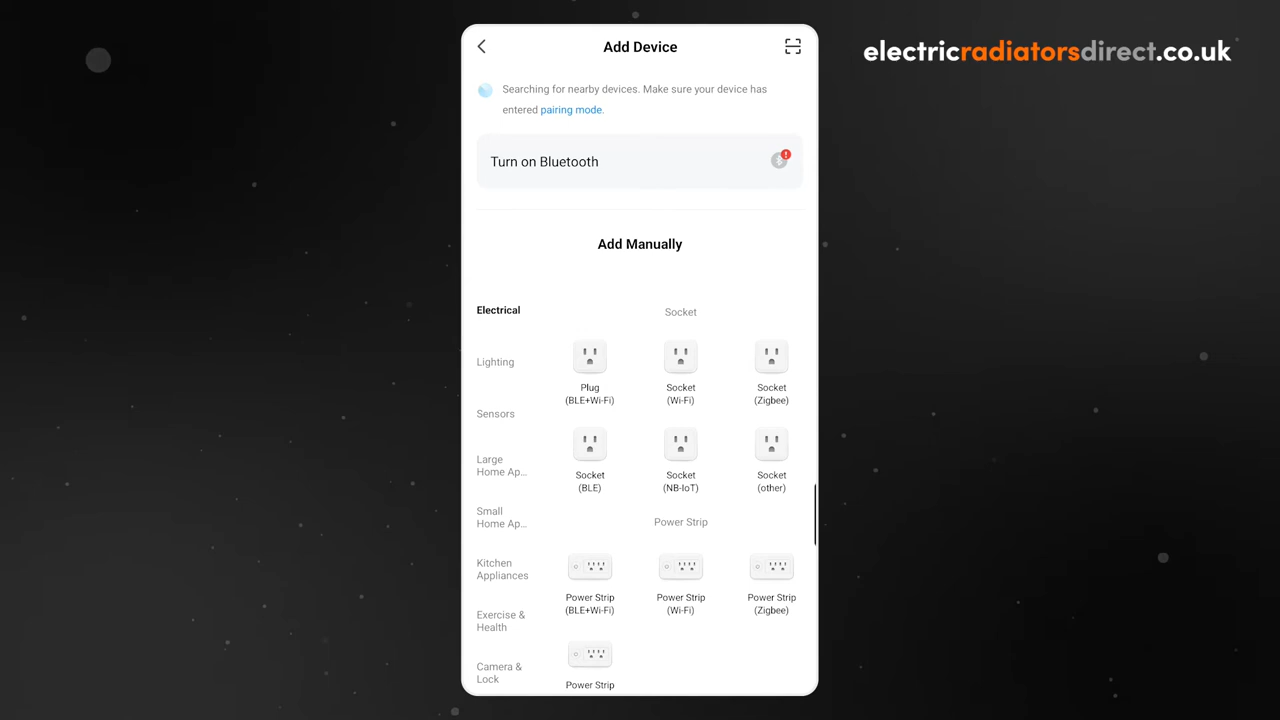 Add Device
electricradiatorsdirect.co.uk
Searching for nearby devices. Make sure your device has
entered pairing mode.
Turn on Bluetooth
!
Add Manually
Electrical
Lighting
Sensors
Large
Home Ap...
Small
Home Ap...
Kitchen
Appliances
Exercise &
Health
Camera &
Lock
Socket
Plug
(BLE+Wi-Fi)
Socket
(Wi-Fi)
Socket
(Zigbee)
Socket
(BLE)
Socket
(NB-IoT)
Socket
(other)
Power Strip
Power Strip
(BLE+Wi-Fi)
Power Strip
(Wi-Fi)
Power Strip
(Zigbee)
Power Strip